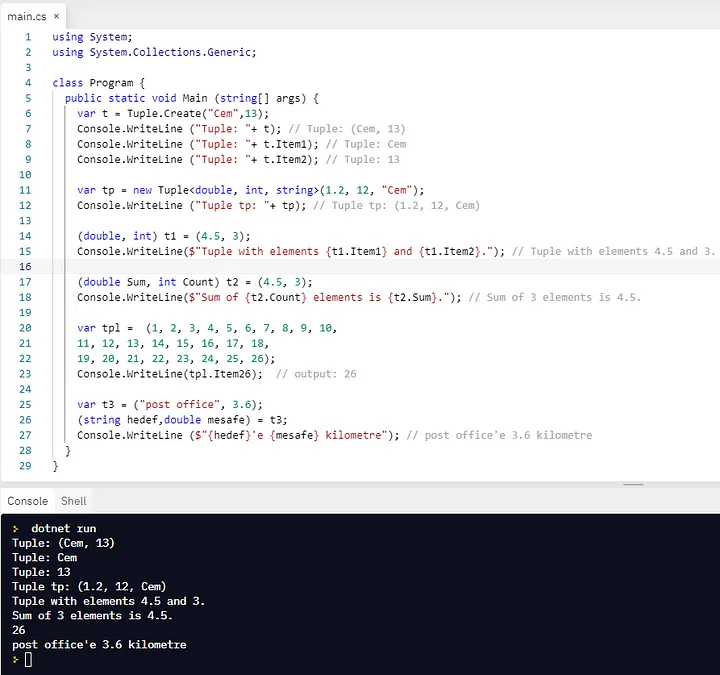 main.cs ×
1 using System;
2 using System.Collections.Generic;
3
4 class Program {
5 public static void Main (string[] args) {
6 var t = Tuple.Create("Cem",13);
7 Console.WriteLine ("Tuple: "+ t); // Tuple: (Cem, 13)
8 Console.WriteLine ("Tuple: "+ t.Item1); // Tuple: Cem
9 Console.WriteLine ("Tuple: "+ t.Item2); // Tuple: 13
10
11 var tp = new Tuple<double, int, string>(1.2, 12, "Cem");
12 Console.WriteLine ("Tuple tp: "+ tp); // Tuple tp: (1.2, 12, Cem)
13
14 (double, int) t1 = (4.5, 3);
15 Console.WriteLine($"Tuple with elements {t1.Item1} and {t1.Item2}."); // Tuple with elements 4.5 and 3.
16
17 (double Sum, int Count) t2 = (4.5, 3);
18 Console.WriteLine($"Sum of {t2.Count} elements is {t2.Sum}."); // Sum of 3 elements is 4.5.
19
20 var tpl = (1, 2, 3, 4, 5, 6, 7, 8, 9, 10,
21 11, 12, 13, 14, 15, 16, 17, 18,
22 19, 20, 21, 22, 23, 24, 25, 26);
23 Console.WriteLine(tpl.Item26); // output: 26
24
25 var t3 = ("post office", 3.6);
26 (string hedef,double mesafe) = t3;
27 Console.WriteLine ($"{hedef}'e {mesafe} kilometre"); // post office'e 3.6 kilometre
28 }
29 }
Console Shell
dotnet run
Tuple: (Cem, 13)
Tuple: Cem
Tuple: 13
Tuple tp: (1.2, 12, Cem)
Tuple with elements 4.5 and 3.
Sum of 3 elements is 4.5.
26
post office'e 3.6 kilometre